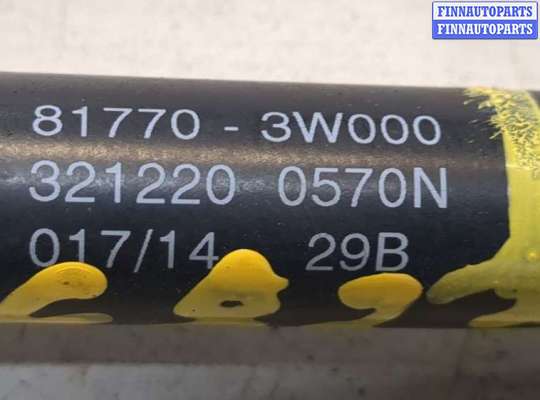 FINNAUTOPARTS
FINNAUTOPARTS
81770 - 3W000
321220 0570N
017/14 29B